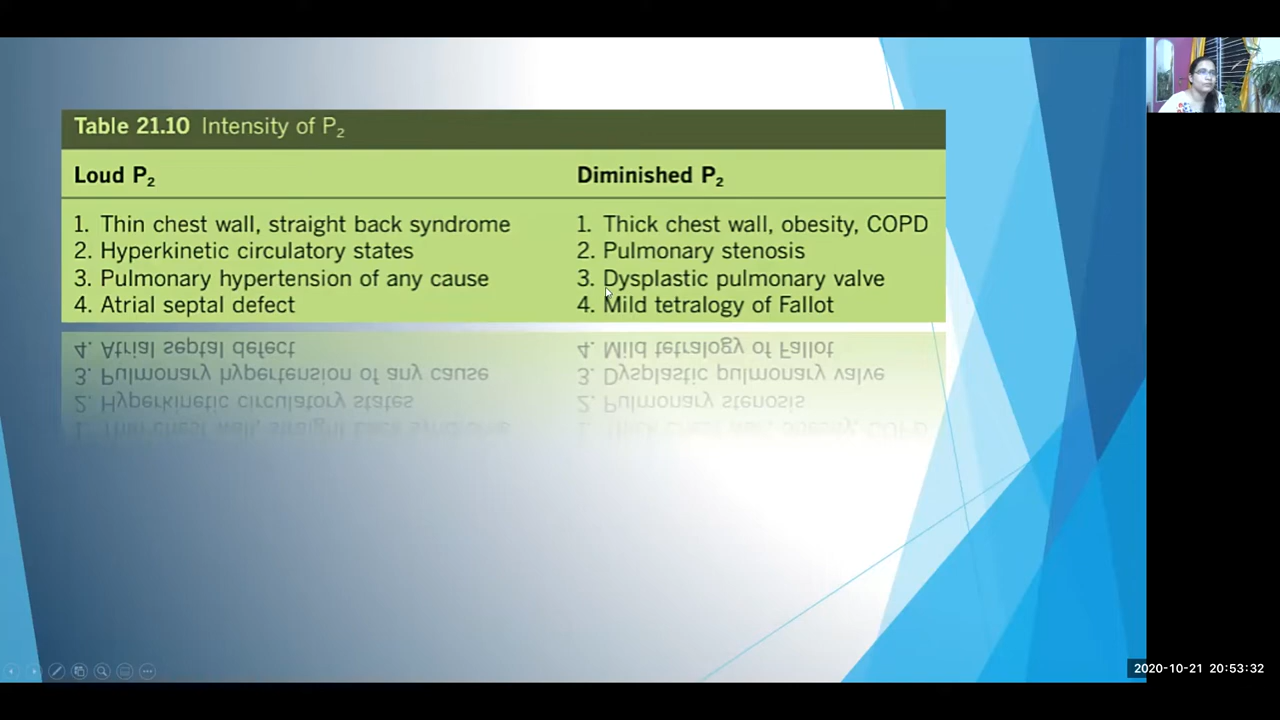 Table 21.10 Intensity of P₂
Loud P₂
Diminished P₂
1. Thin chest wall, straight back syndrome
2. Hyperkinetic circulatory states
3. Pulmonary hypertension of any cause
4. Atrial septal defect
1. Thick chest wall, obesity, COPD
2. Pulmonary stenosis
3. Dysplastic pulmonary valve
4. Mild tetralogy of Fallot
2020-10-21 20:53:32